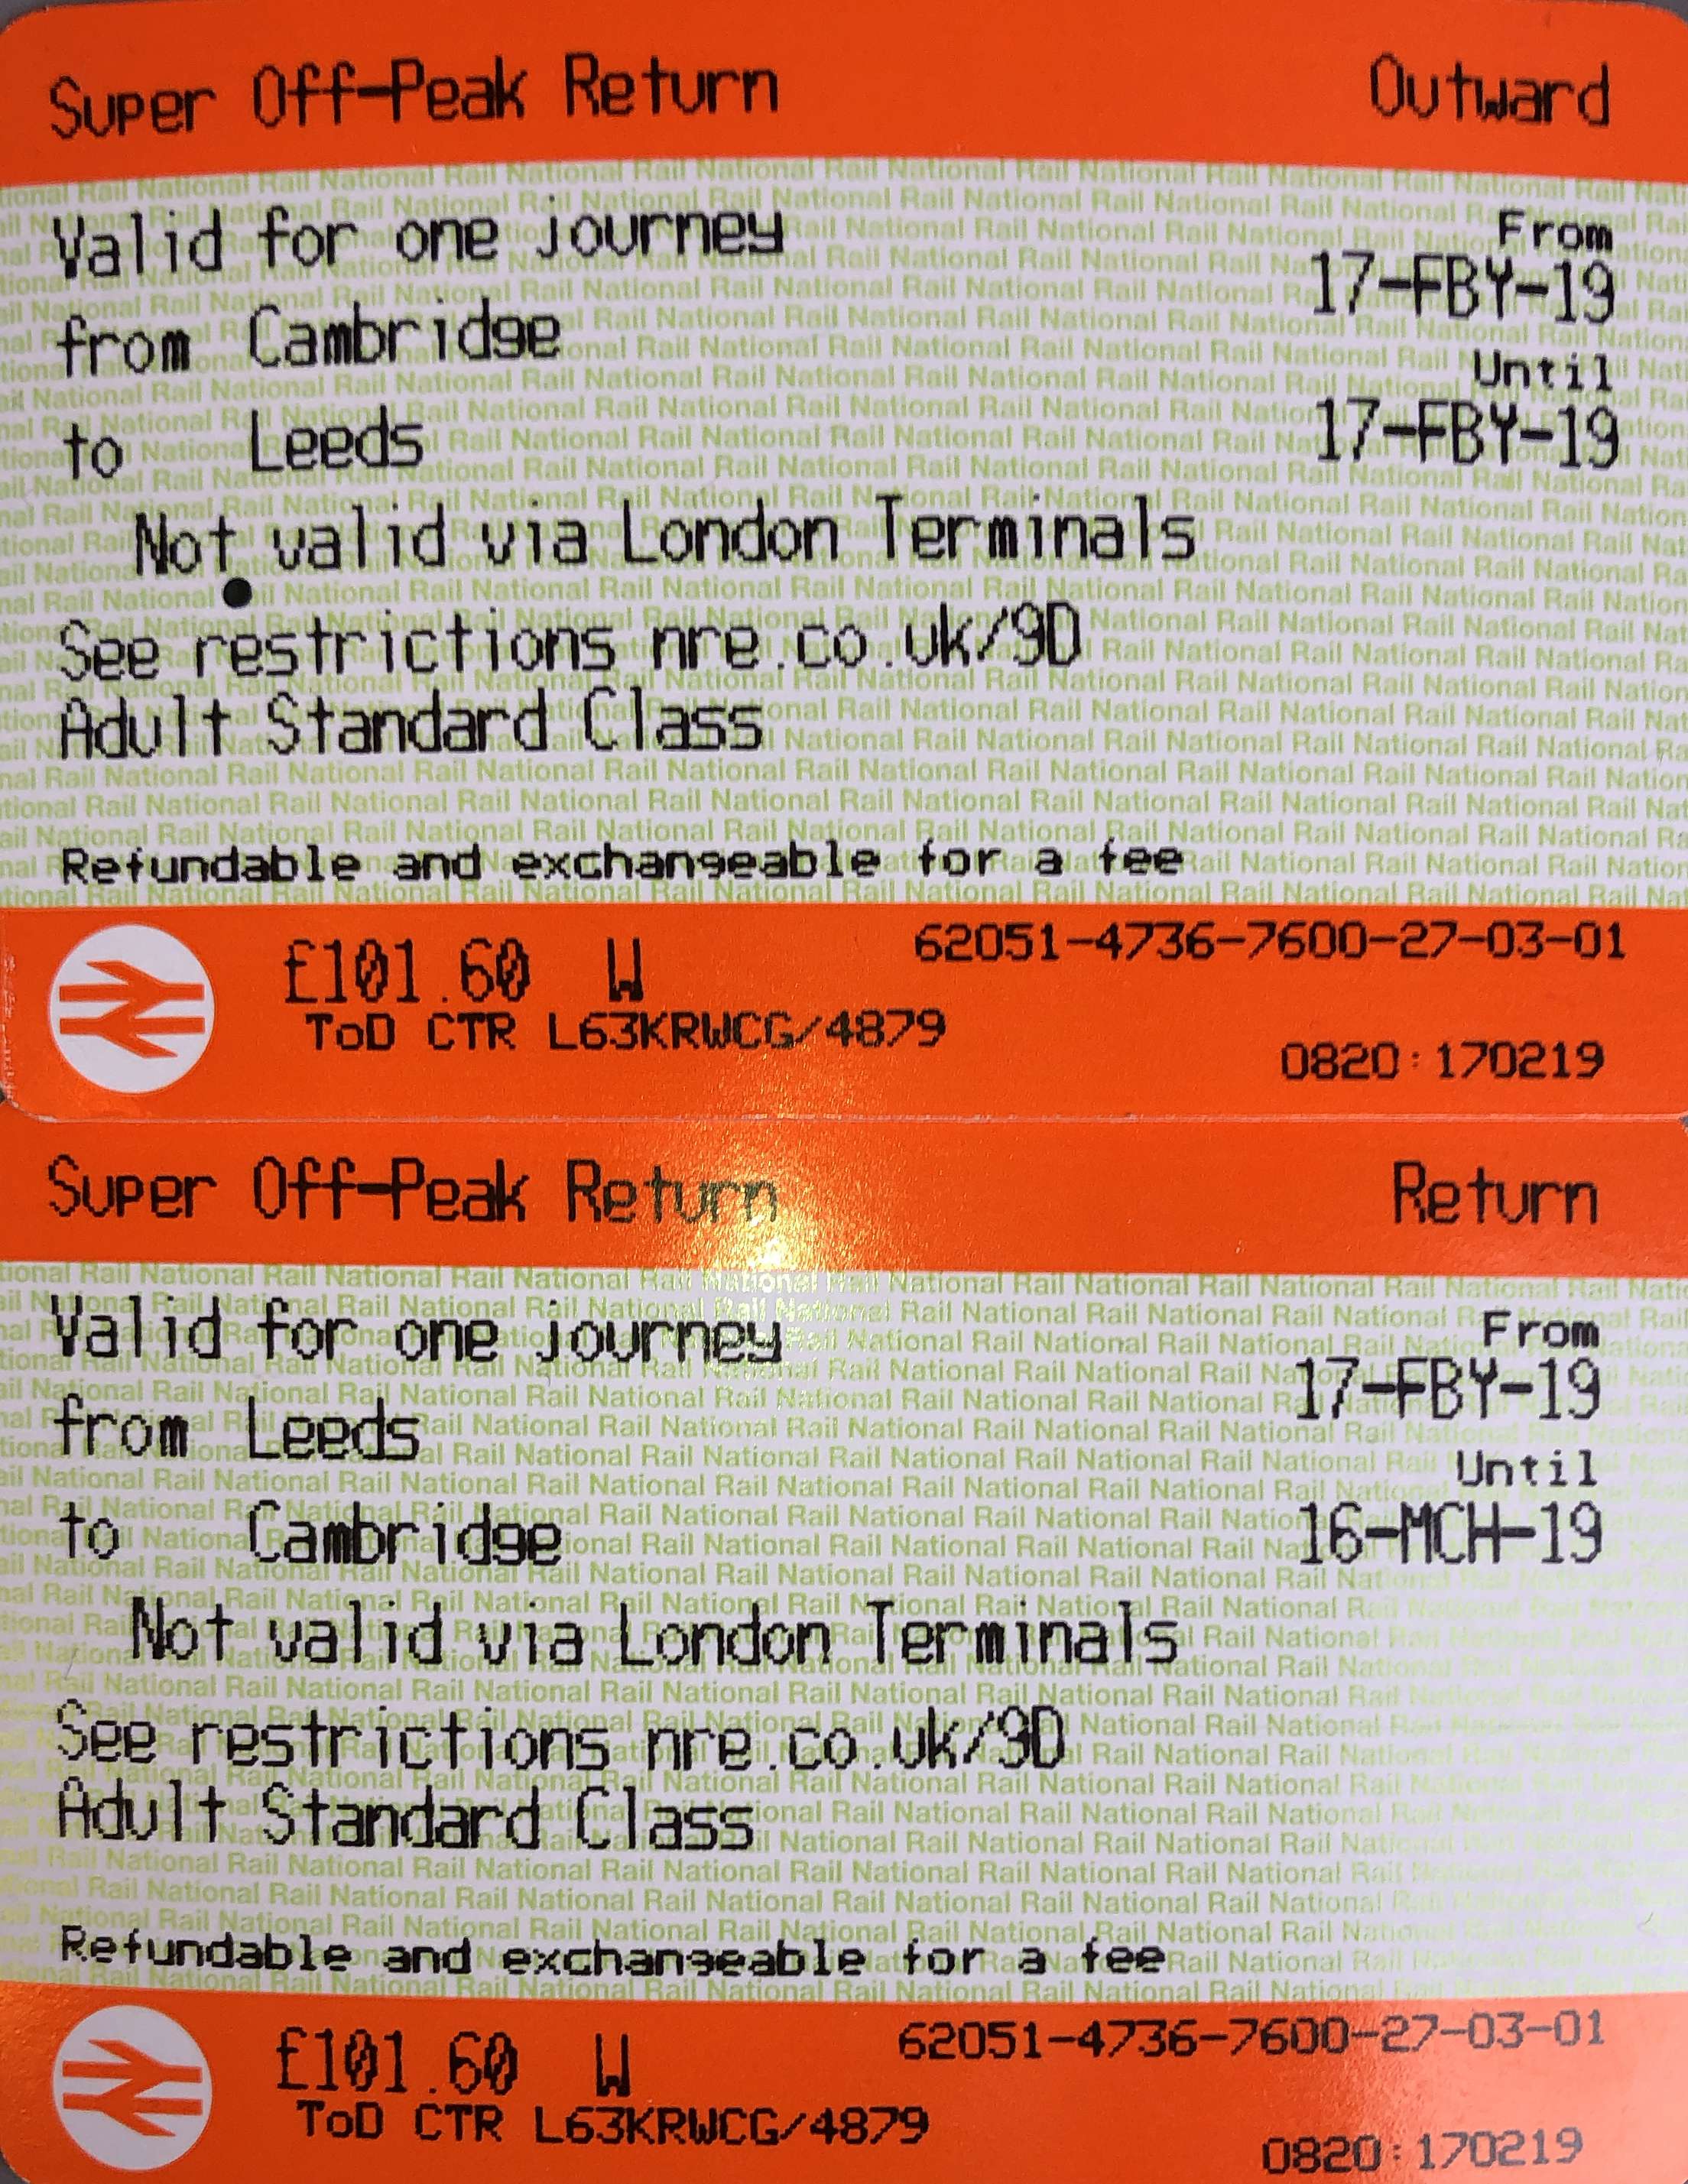 Super Off-Peak Return Outward
Valid for one journey From
17-FBY-19
from Cambridge
Until
to Leeds 17-FBY-19
Not valid via London Terminals
See restrictions nre.co.uk/9D
Adult Standard Class
Refundable and exchangeable for a fee
£101.60 W 62051-4736-7600-27-03-01
ToD CTR L63KRWCG/4879
0820:170219
Super Off-Peak Return Return
Valid for one journey From
17-FBY-19
from Leeds
Until
to Cambridge 16-MCH-19
Not valid via London Terminals
See restrictions nre.co.uk/9D
Adult Standard Class
Refundable and exchangeable for a fee
£101.60 W 62051-4736-7600-27-03-01
ToD CTR L63KRWCG/4879
0820:170219